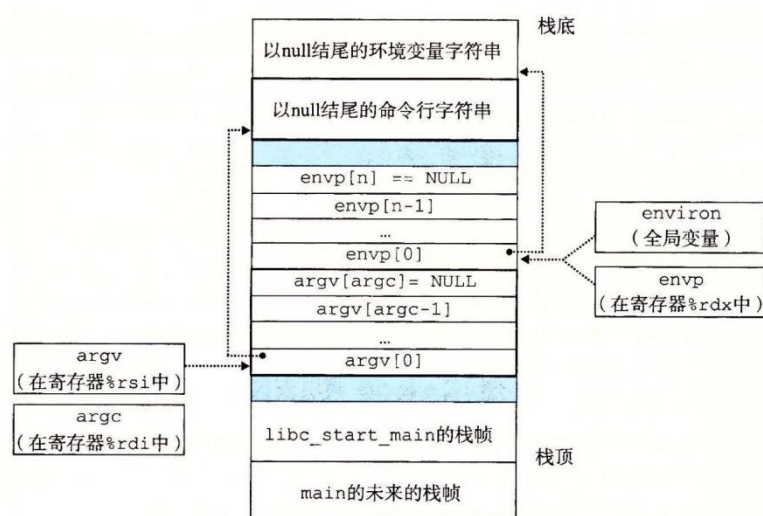 栈底
以null结尾的环境变量字符串
以null结尾的命令行字符串
envp[n] == NULL
envp[n-1]
…
envp[0]
environ
(全局变量)
envp
(在寄存器%rdx中)
argv[argc]= NULL
argv[argc-1]
…
argv[0]
argv
(在寄存器%rsi中)
argc
(在寄存器%rdi中)
libc_start_main的栈帧
栈顶
main的未来的栈帧